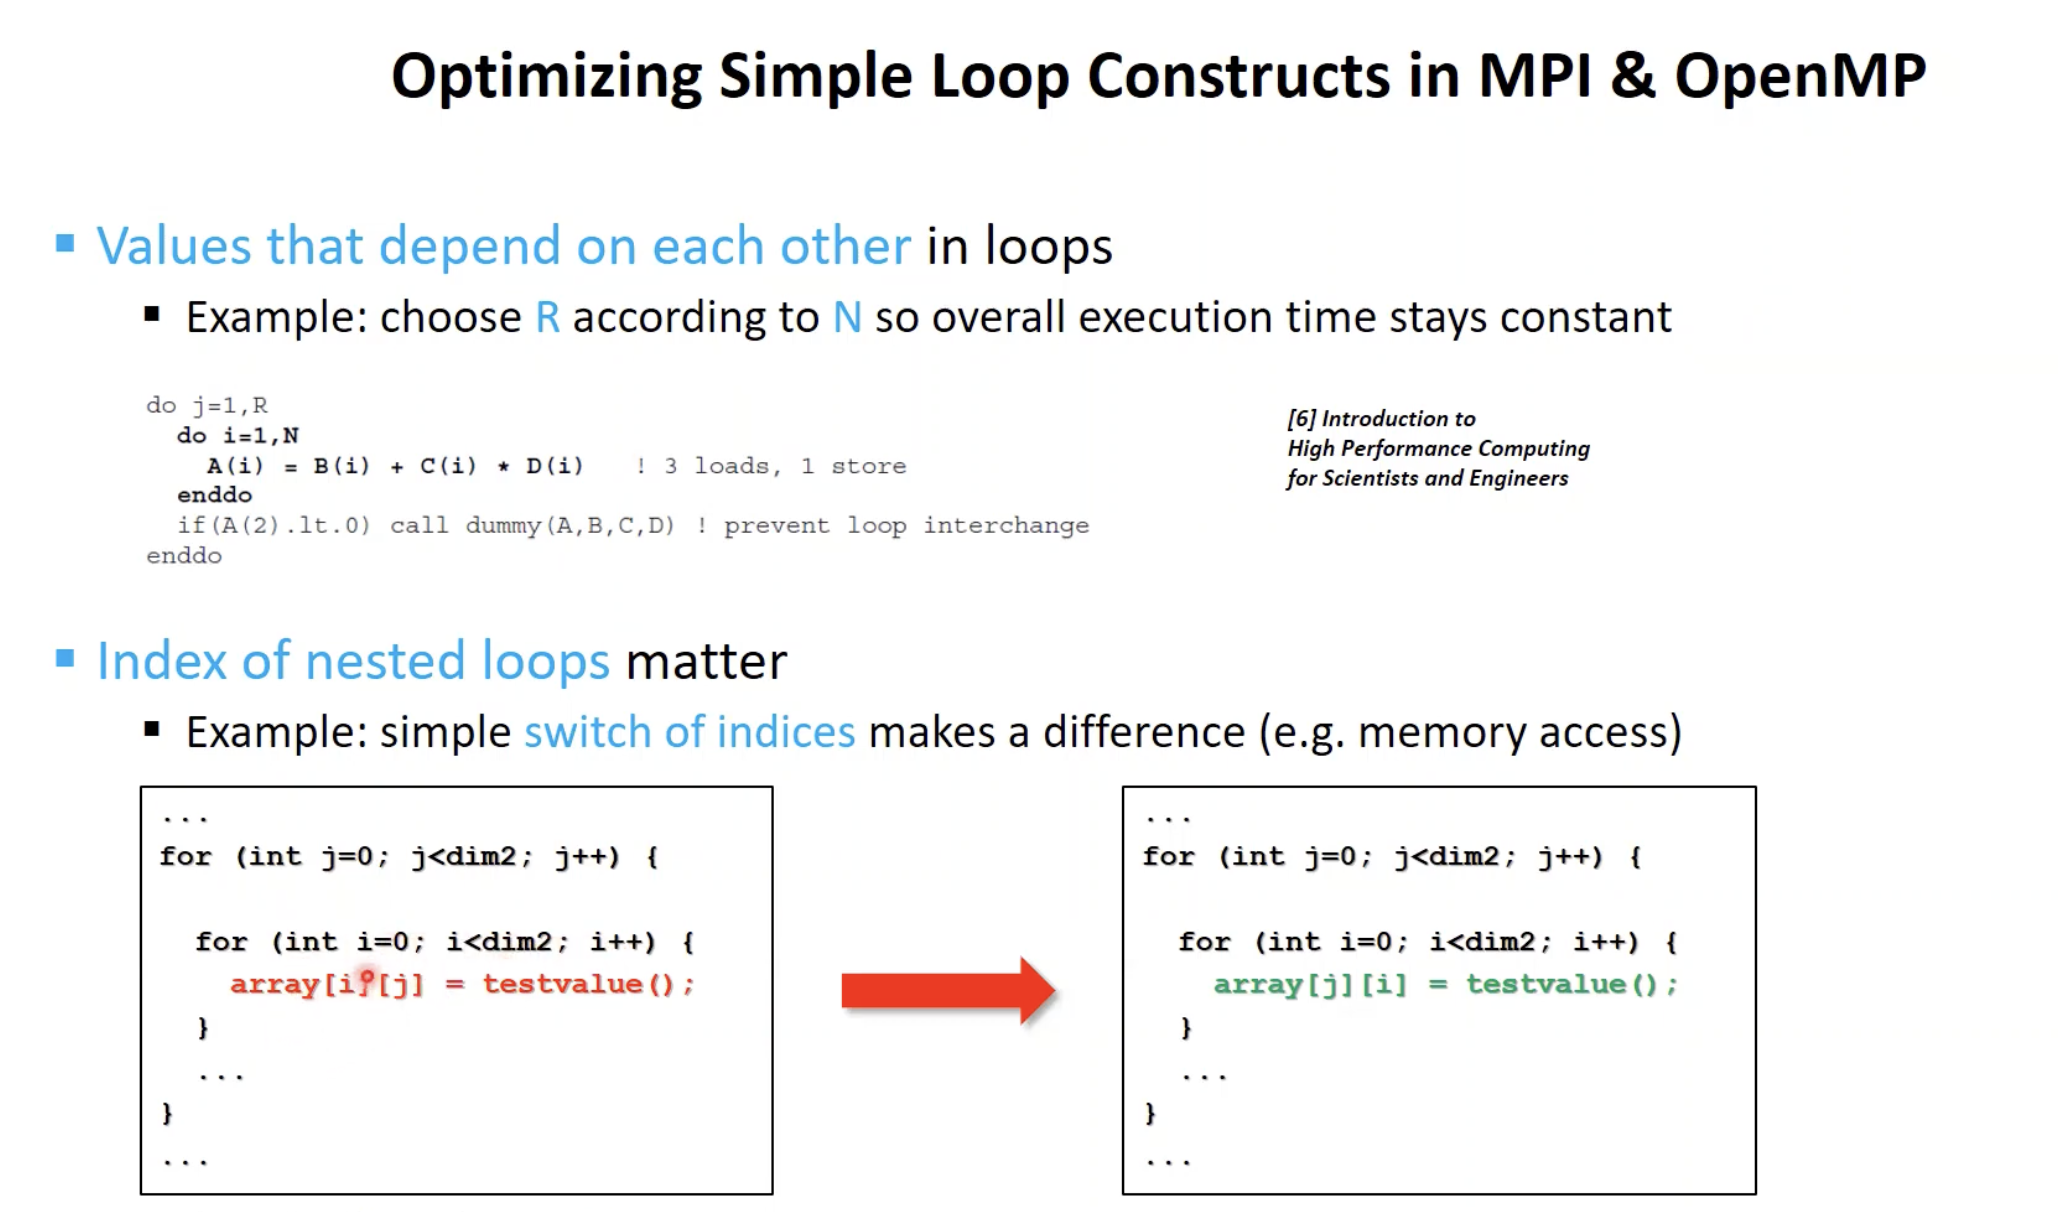 Optimizing Simple Loop Constructs in MPI & OpenMP
Values that depend on each other in loops
Example: choose R according to N so overall execution time stays constant
do j=1,R
do i=1,N
A(i) = B(i) + C(i) * D(i) ! 3 loads, 1 store
enddo
if(A(2).lt.0) call dummy(A,B,C,D) ! prevent loop interchange
enddo
[6] Introduction to
High Performance Computing
for Scientists and Engineers
Index of nested loops matter
Example: simple switch of indices makes a difference (e.g. memory access)
...
for (int j=0; j<dim2; j++) {
for (int i=0; i<dim2; i++) {
array[i][j] = testvalue();
}
...
}
...
...
for (int j=0; j<dim2; j++) {
for (int i=0; i<dim2; i++) {
array[j][i] = testvalue();
}
...
}
...